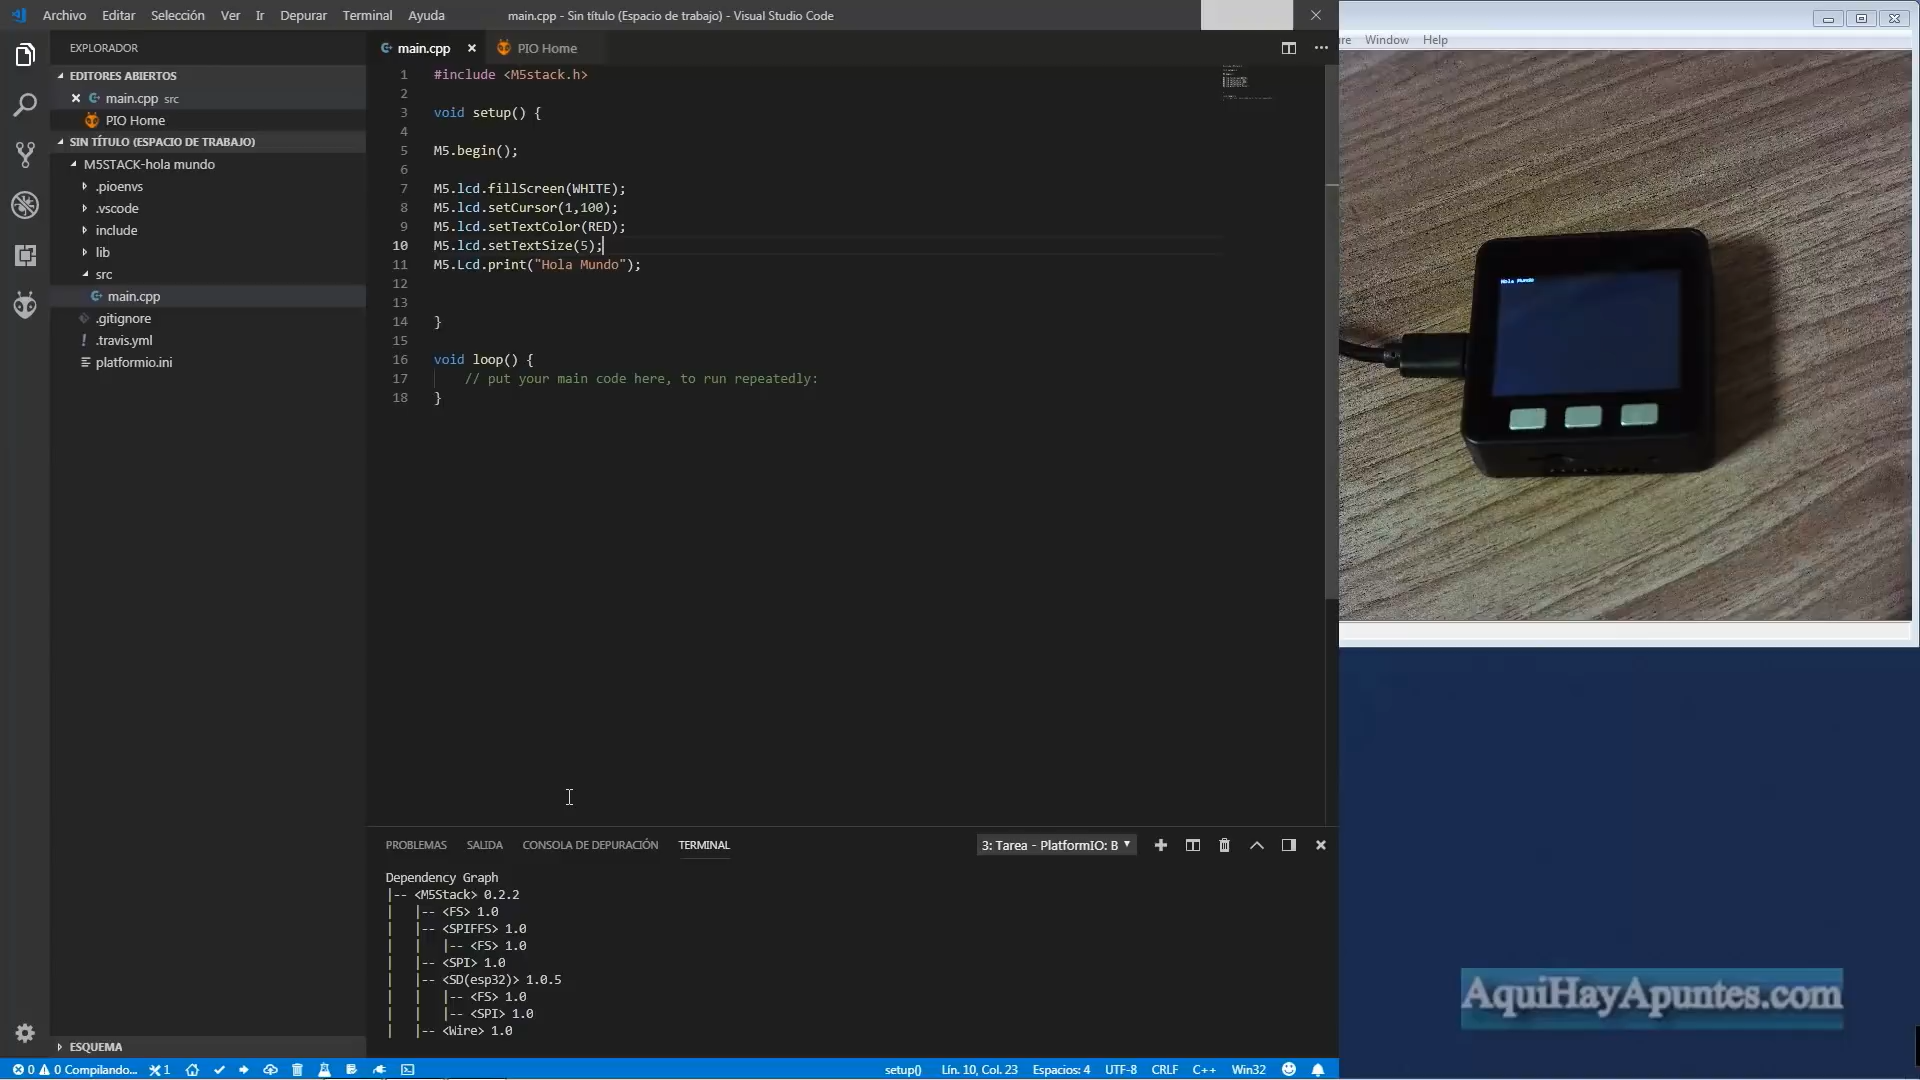 Archivo Editar Selección Ver Ir Depurar Terminal Ayuda
main.cpp - Sin título (Espacio de trabajo) - Visual Studio Code
EXPLORADOR
EDITORES ABIERTOS
main.cpp src
PIO Home
SIN TÍTULO (ESPACIO DE TRABAJO)
M5STACK-hola mundo
.pioenvs
.vscode
include
lib
src
main.cpp
.gitignore
.travis.yml
platformio.ini
ESQUEMA
main.cpp
PIO Home
1 #include <M5stack.h>
2
3 void setup() {
4
5 M5.begin();
6
7 M5.lcd.fillScreen(WHITE);
8 M5.lcd.setCursor(1,100);
9 M5.lcd.setTextColor(RED);
10 M5.lcd.setTextSize(5);
11 M5.Lcd.print("Hola Mundo");
12
13
14 }
15
16 void loop() {
17 // put your main code here, to run repeatedly:
18 }
PROBLEMAS SALIDA CONSOLA DE DEPURACIÓN TERMINAL
3: Tarea - PlatformIO: B
Dependency Graph
|-- <M5Stack> 0.2.2
| |-- <FS> 1.0
| |-- <SPIFFS> 1.0
| | |-- <FS> 1.0
| |-- <SPI> 1.0
| |-- <SD(esp32)> 1.0.5
| | |-- <FS> 1.0
| | |-- <SPI> 1.0
| |-- <Wire> 1.0
0 0 Compilando... 1
setup() Lín. 10, Col. 23 Espacios: 4 UTF-8 CRLF C++ Win32
Window Help
Hola Mundo
AquiHayApuntes.com